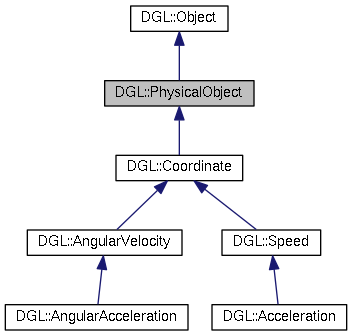 DGL::Object
DGL::PhysicalObject
DGL::Coordinate
DGL::AngularVelocity
DGL::Speed
DGL::AngularAcceleration
DGL::Acceleration